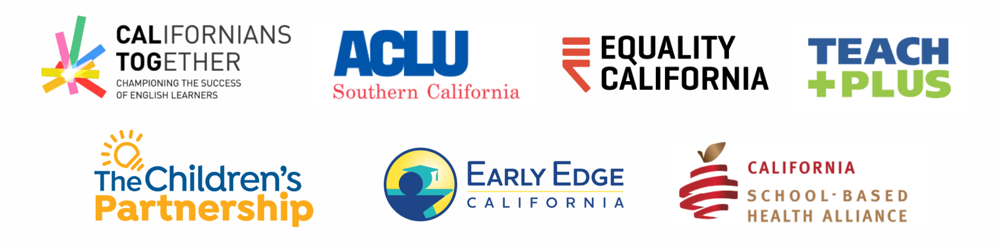 CALIFORNIANS
TOGETHER
CHAMPIONING THE SUCCESS
OF ENGLISH LEARNERS
ACLU
Southern California
EQUALITY
CALIFORNIA
TEACH
+PLUS
The Children's
Partnership
EARLY EDGE
CALIFORNIA
CALIFORNIA
SCHOOL-BASED
HEALTH ALLIANCE